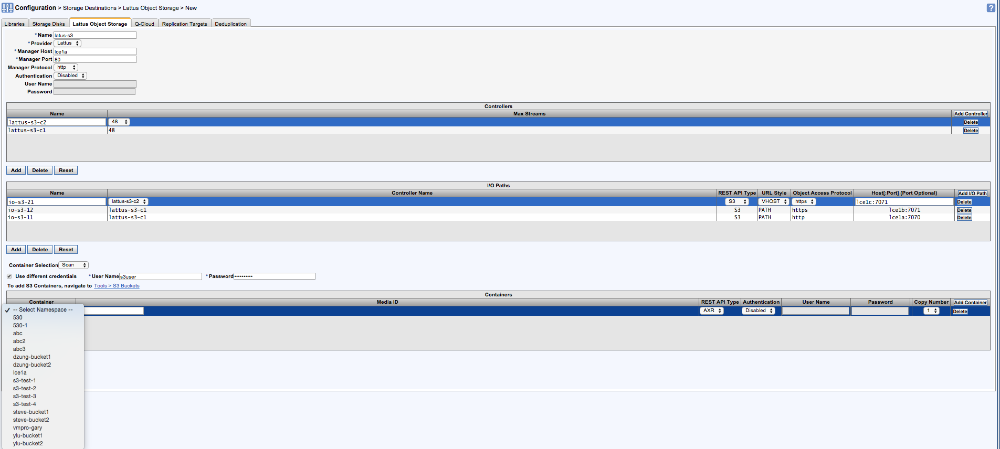 Configuration > Storage Destinations > Lattus Object Storage > New
?
Libraries Storage Disks Lattus Object Storage Q-Cloud Replication Targets Deduplication
* Name latus-s3
* Provider Lattus
* Manager Host lce1a
* Manager Port 80
Manager Protocol http
Authentication Disabled
User Name
Password
Controllers
Name Max Streams Add Controller
lattus-s3-c2 48 Delete
lattus-s3-c1 48 Delete
Add Delete Reset
I/O Paths
Name Controller Name REST API Type URL Style Object Access Protocol Host[:Port] (Port Optional) Add I/O Path
io-s3-21 lattus-s3-c2 S3 VHOST https lce1c:7071 Delete
io-s3-12 lattus-s3-c1 S3 PATH https lce1b:7071 Delete
io-s3-11 lattus-s3-c1 S3 PATH http lce1a:7070 Delete
Add Delete Reset
Container Selection Scan
Use different credentials * User Name s3user * Password ••••••••••
To add S3 Containers, navigate to Tools > S3 Buckets
Containers
Container Media ID REST API Type Authentication User Name Password Copy Number Add Container
-- Select Namespace -- AXR Disabled 1 Delete
530
530-1
abc
abc2
abc3
dzung-bucket1
dzung-bucket2
lce1a
s3-test-1
s3-test-2
s3-test-3
s3-test-4
steve-bucket1
steve-bucket2
vmpro-gary
ylu-bucket1
ylu-bucket2